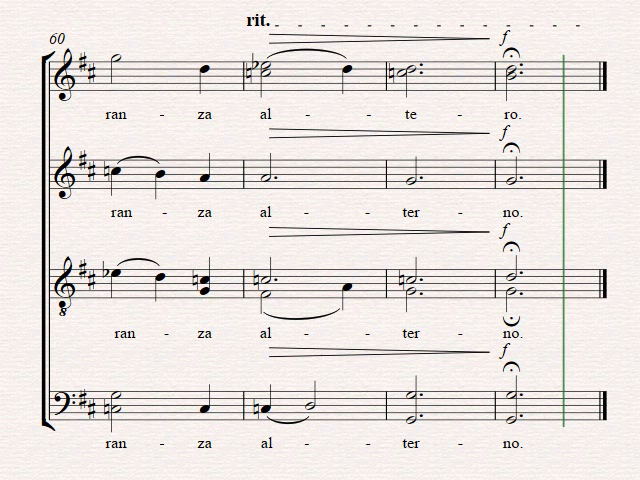 rit.
60
f
ran - za al - - te - ro.
f
ran - za al - - ter - no.
f
8
ran - za al - - ter - no.
f
ran - za al - - ter - no.